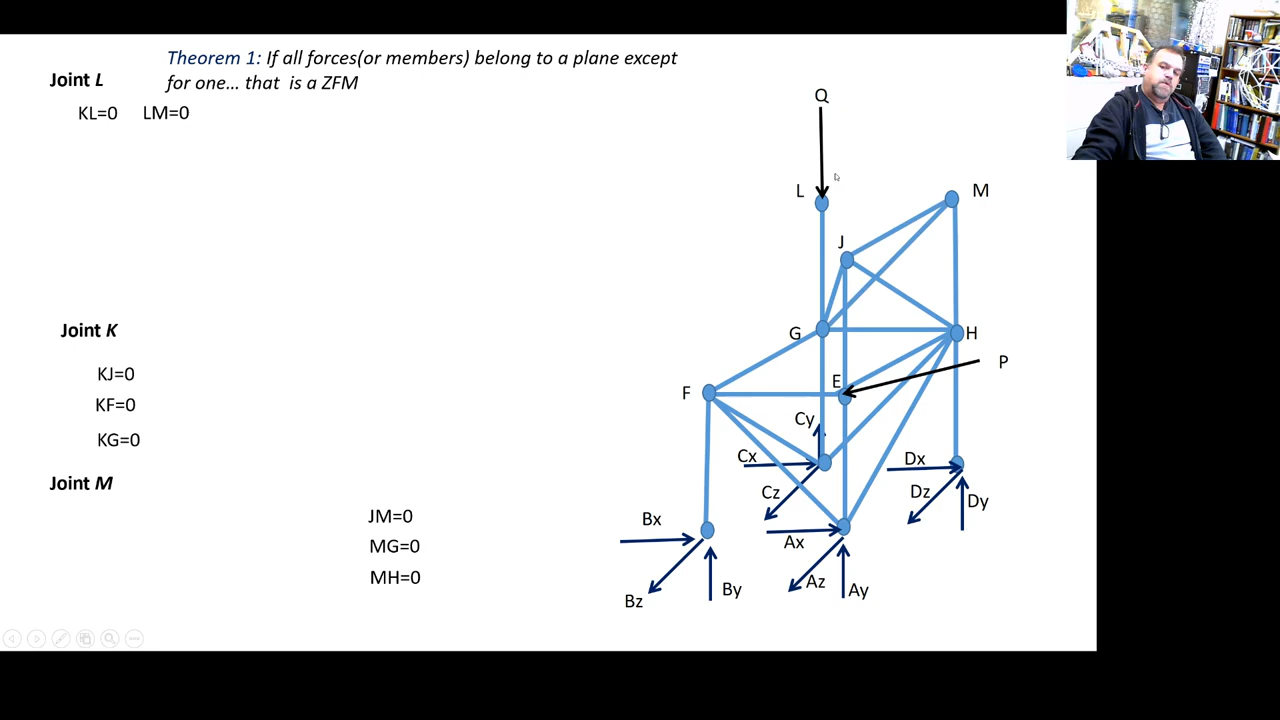 Theorem 1: If all forces(or members) belong to a plane except
for one... that is a ZFM
Joint L
KL=0 LM=0
Joint K
KJ=0
KF=0
KG=0
Joint M
JM=0
MG=0
MH=0
Q
L
M
J
G
H
P
F
E
Cy
Cx
Dx
Cz
Dz
Dy
Bx
Ax
Bz
By
Az
Ay